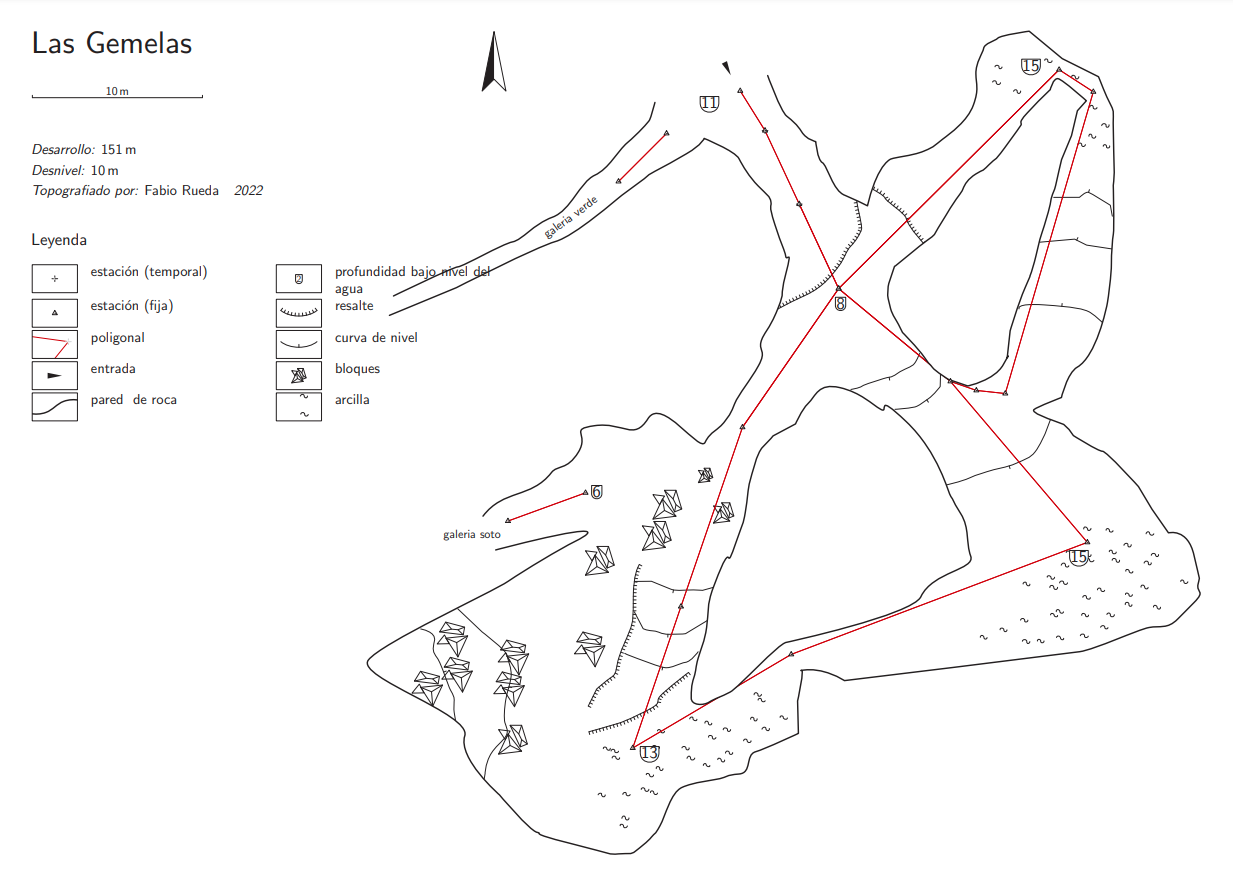 Las Gemelas
10 m
Desarrollo: 151 m
Desnivel: 10 m
Topografiado por: Fabio Rueda 2022
Leyenda
estación (temporal)
estación (fija)
poligonal
entrada
pared de roca
2
profundidad bajo nivel del
agua
resalte
curva de nivel
bloques
arcilla
11
15
galeria verde
8
6
galeria soto
15
13